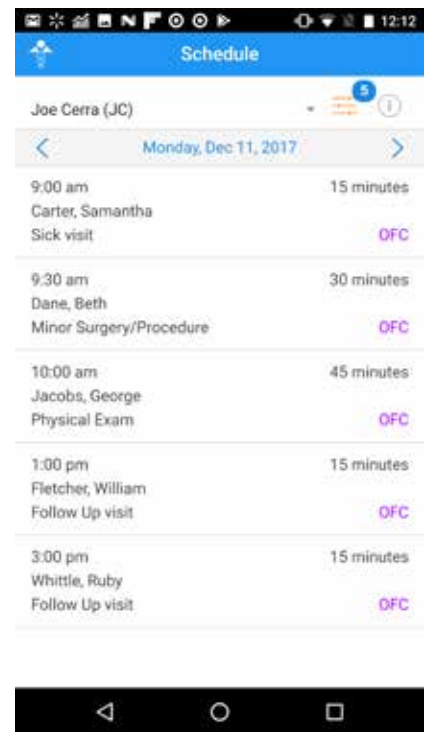 12:12
Schedule
Joe Cerra (JC)
5
i
Monday, Dec 11, 2017
9:00 am 15 minutes
Carter, Samantha
Sick visit OFC
9:30 am 30 minutes
Dane, Beth
Minor Surgery/Procedure OFC
10:00 am 45 minutes
Jacobs, George
Physical Exam OFC
1:00 pm 15 minutes
Fletcher, William
Follow Up visit OFC
3:00 pm 15 minutes
Whittle, Ruby
Follow Up visit OFC